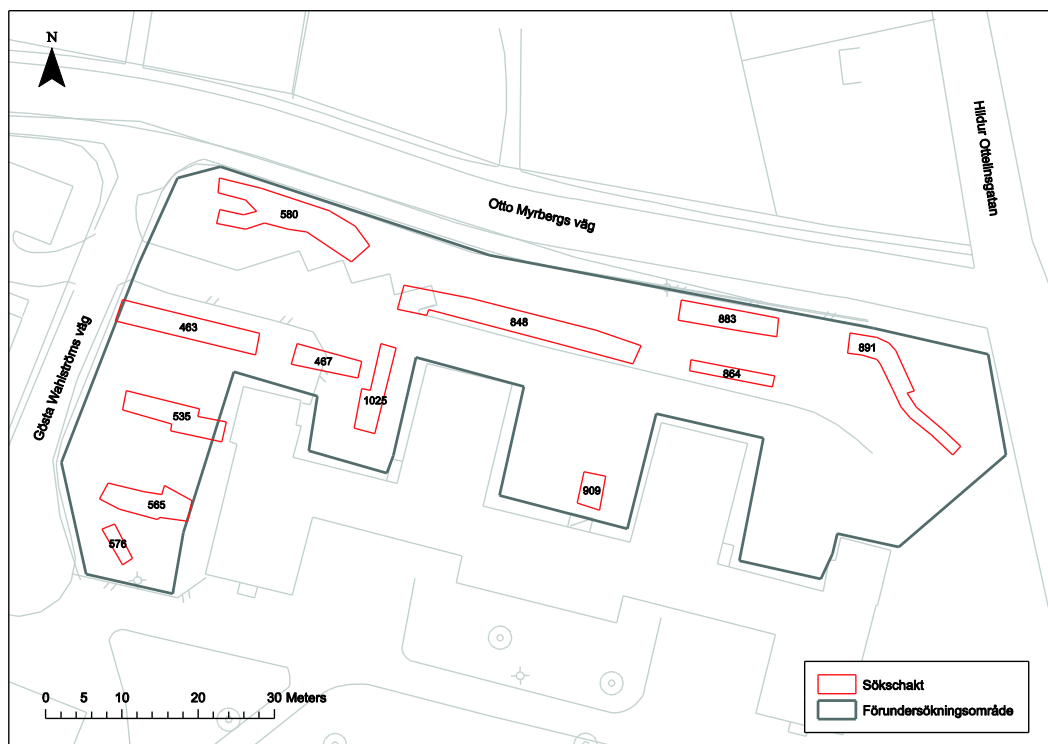 N
Hildur Ottelinsgatan
Otto Myrbergs väg
580
463
848
883
891
467
864
1025
Gösta Wahlströms väg
535
909
565
576
Sökschakt
0 5 10 20 30 Meters
Förundersökningsområde